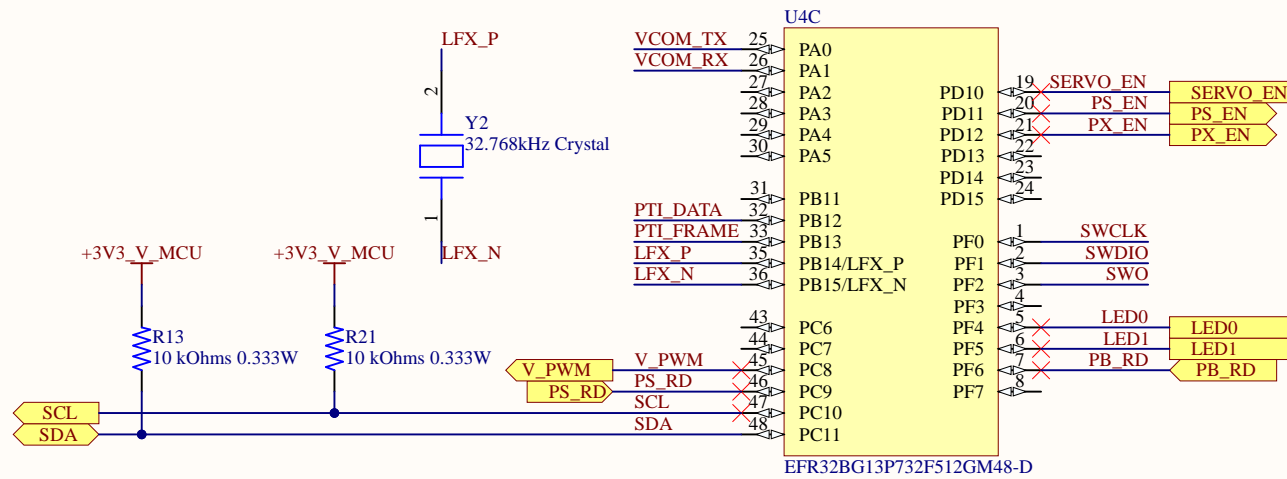 U4C
LFX_P
2
Y2
32.768kHz Crystal
1
LFX_N
+3V3_V_MCU
+3V3_V_MCU
R13
10 kOhms 0.333W
R21
10 kOhms 0.333W
VCOM_TX 25 PA0
VCOM_RX 26 PA1
27 PA2
28 PA3
29 PA4
30 PA5
31 PB11
PTI_DATA 32 PB12
PTI_FRAME 33 PB13
LFX_P 35 PB14/LFX_P
LFX_N 36 PB15/LFX_N
43 PC6
44 PC7
V_PWM V_PWM 45 PC8
PS_RD PS_RD 46 PC9
SCL SCL 47 PC10
SDA SDA 48 PC11
PD10 19 SERVO_EN SERVO_EN
PD11 20 PS_EN PS_EN
PD12 21 PX_EN PX_EN
PD13 22
PD14 23
PD15 24
PF0 1 SWCLK
PF1 2 SWDIO
PF2 3 SWO
PF3 4
PF4 5 LED0 LED0
PF5 6 LED1 LED1
PF6 7 PB_RD PB_RD
PF7 8
EFR32BG13P732F512GM48-D